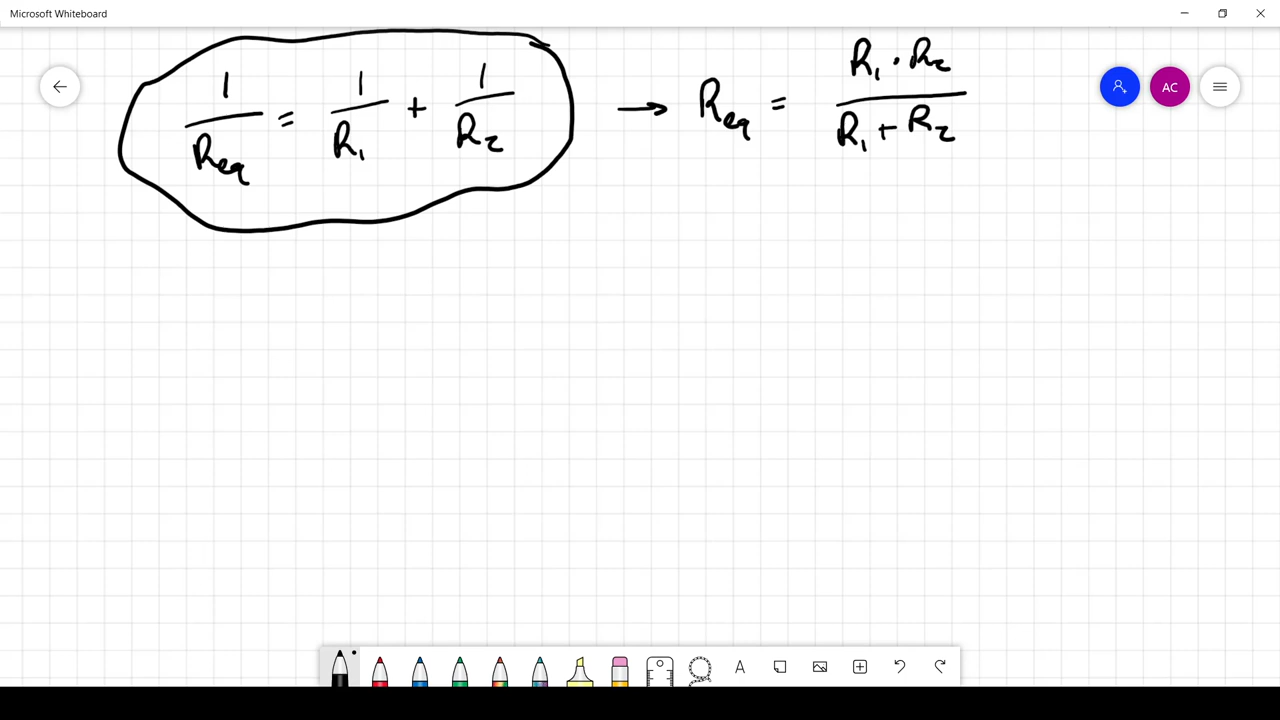 Microsoft Whiteboard
1/Req = 1/R₁ + 1/R₂ → Req = R₁ · R₂ / R₁ + R₂
AC
A